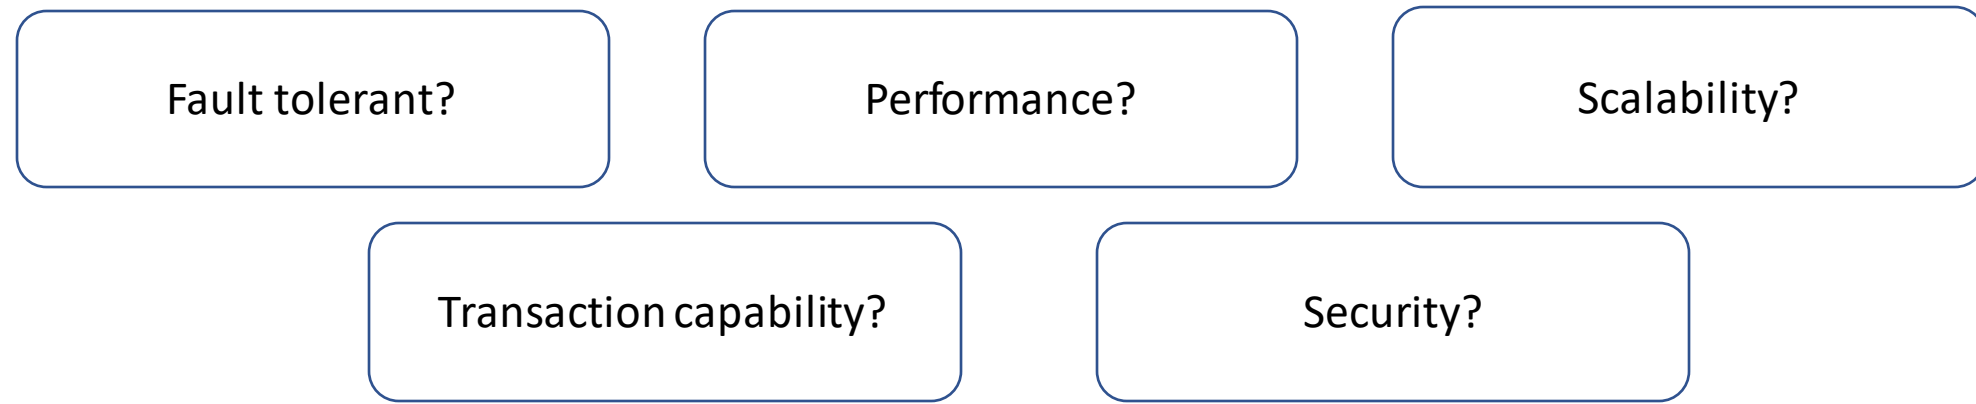 Fault tolerant?
Performance?
Scalability?
Transaction capability?
Security?